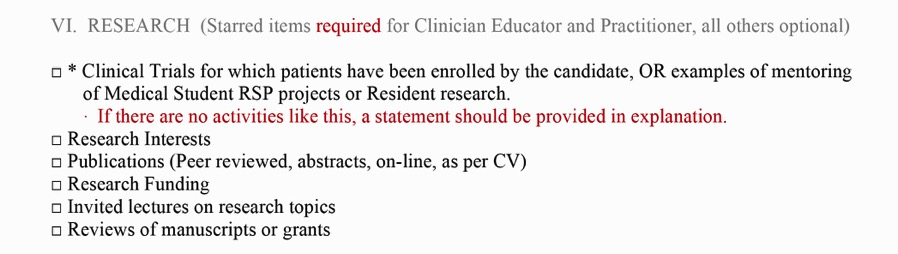 VI. RESEARCH (Starred items required for Clinician Educator and Practitioner, all others optional)
□ * Clinical Trials for which patients have been enrolled by the candidate, OR examples of mentoring
of Medical Student RSP projects or Resident research.
· If there are no activities like this, a statement should be provided in explanation.
□ Research Interests
□ Publications (Peer reviewed, abstracts, on-line, as per CV)
□ Research Funding
□ Invited lectures on research topics
□ Reviews of manuscripts or grants